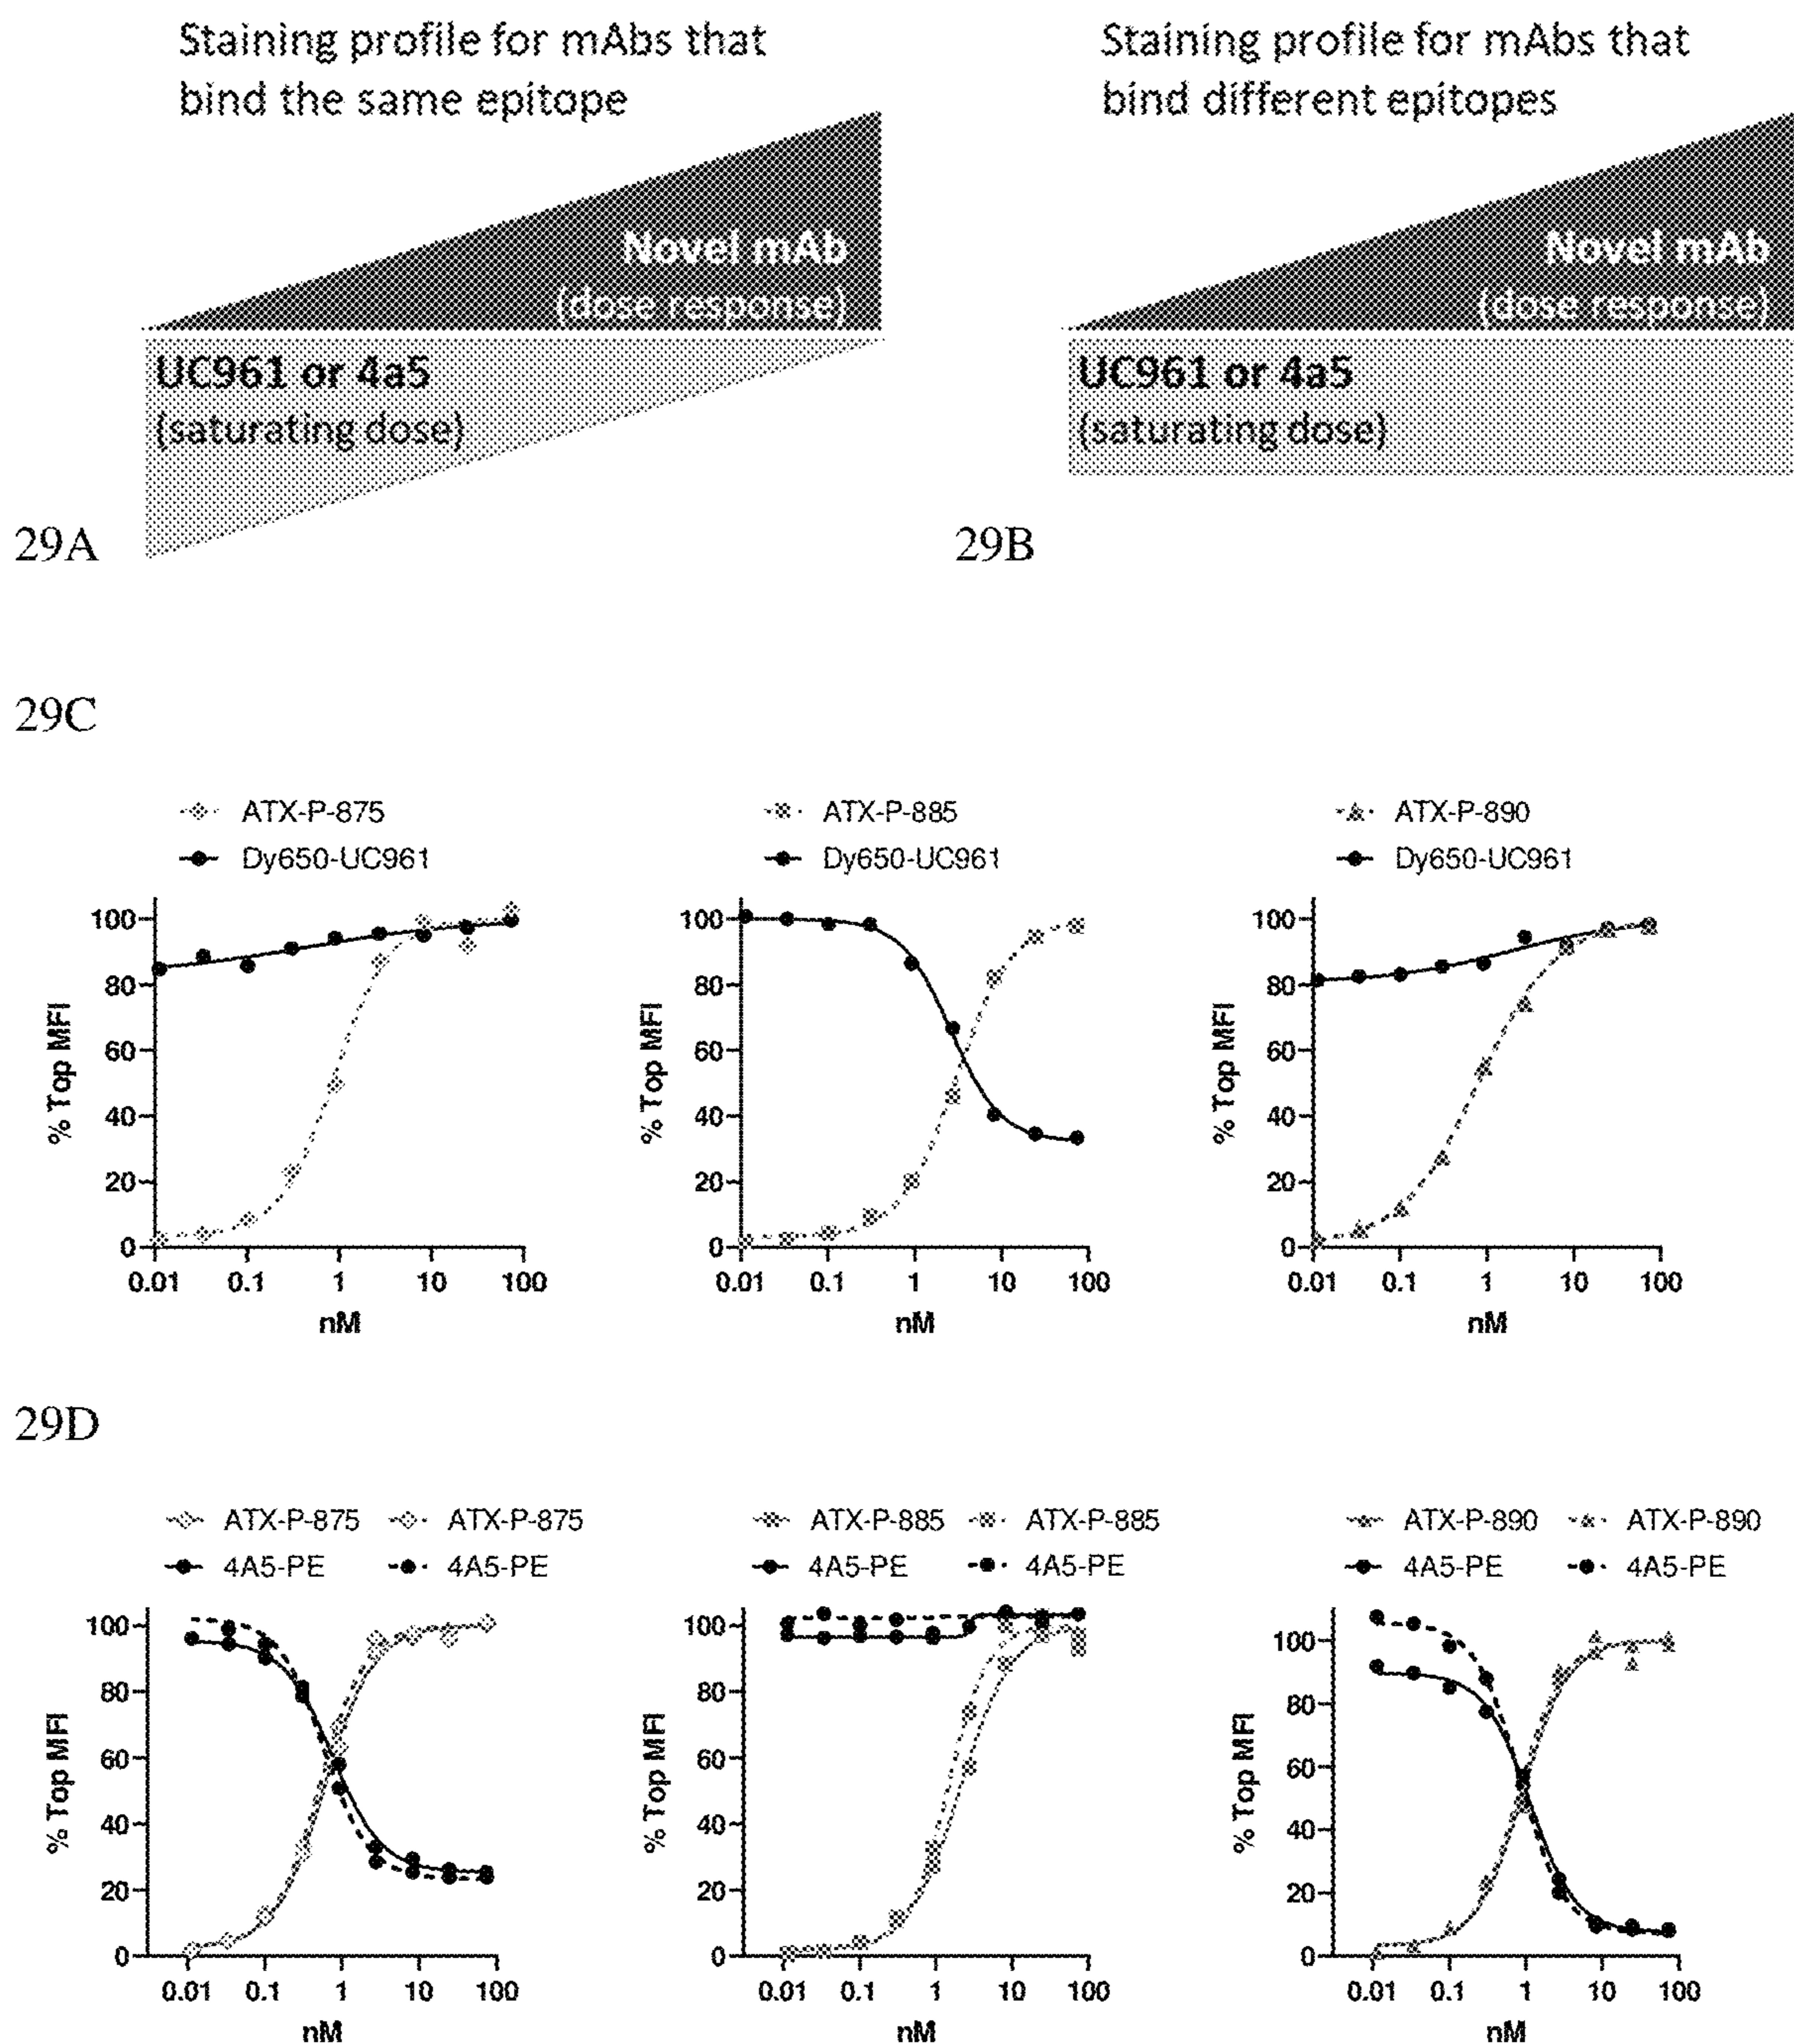 Staining profile for mAbs that
bind the same epitope
Novel mAb
(dose response)
UC961 or 4a5
(saturating dose)
29A
Staining profile for mAbs that
bind different epitopes
Novel mAb
(dose response)
UC961 or 4a5
(saturating dose)
29B
29C
ATX-P-875
Dy650-UC961
% Top MFI
100
80
60
40
20
0
0.01 0.1 1 10 100
nM
ATX-P-885
Dy650-UC961
% Top MFI
100
80
60
40
20
0
0.01 0.1 1 10 100
nM
ATX-P-890
Dy650-UC961
% Top MFI
100
80
60
40
20
0
0.01 0.1 1 10 100
nM
29D
ATX-P-875 ATX-P-875
4A5-PE 4A5-PE
% Top MFI
100
80
60
40
20
0
0.01 0.1 1 10 100
nM
ATX-P-885 ATX-P-885
4A5-PE 4A5-PE
% Top MFI
100
80
60
40
20
0
0.01 0.1 1 10 100
nM
ATX-P-890 ATX-P-890
4A5-PE 4A5-PE
% Top MFI
100
80
60
40
20
0
0.01 0.1 1 10 100
nM